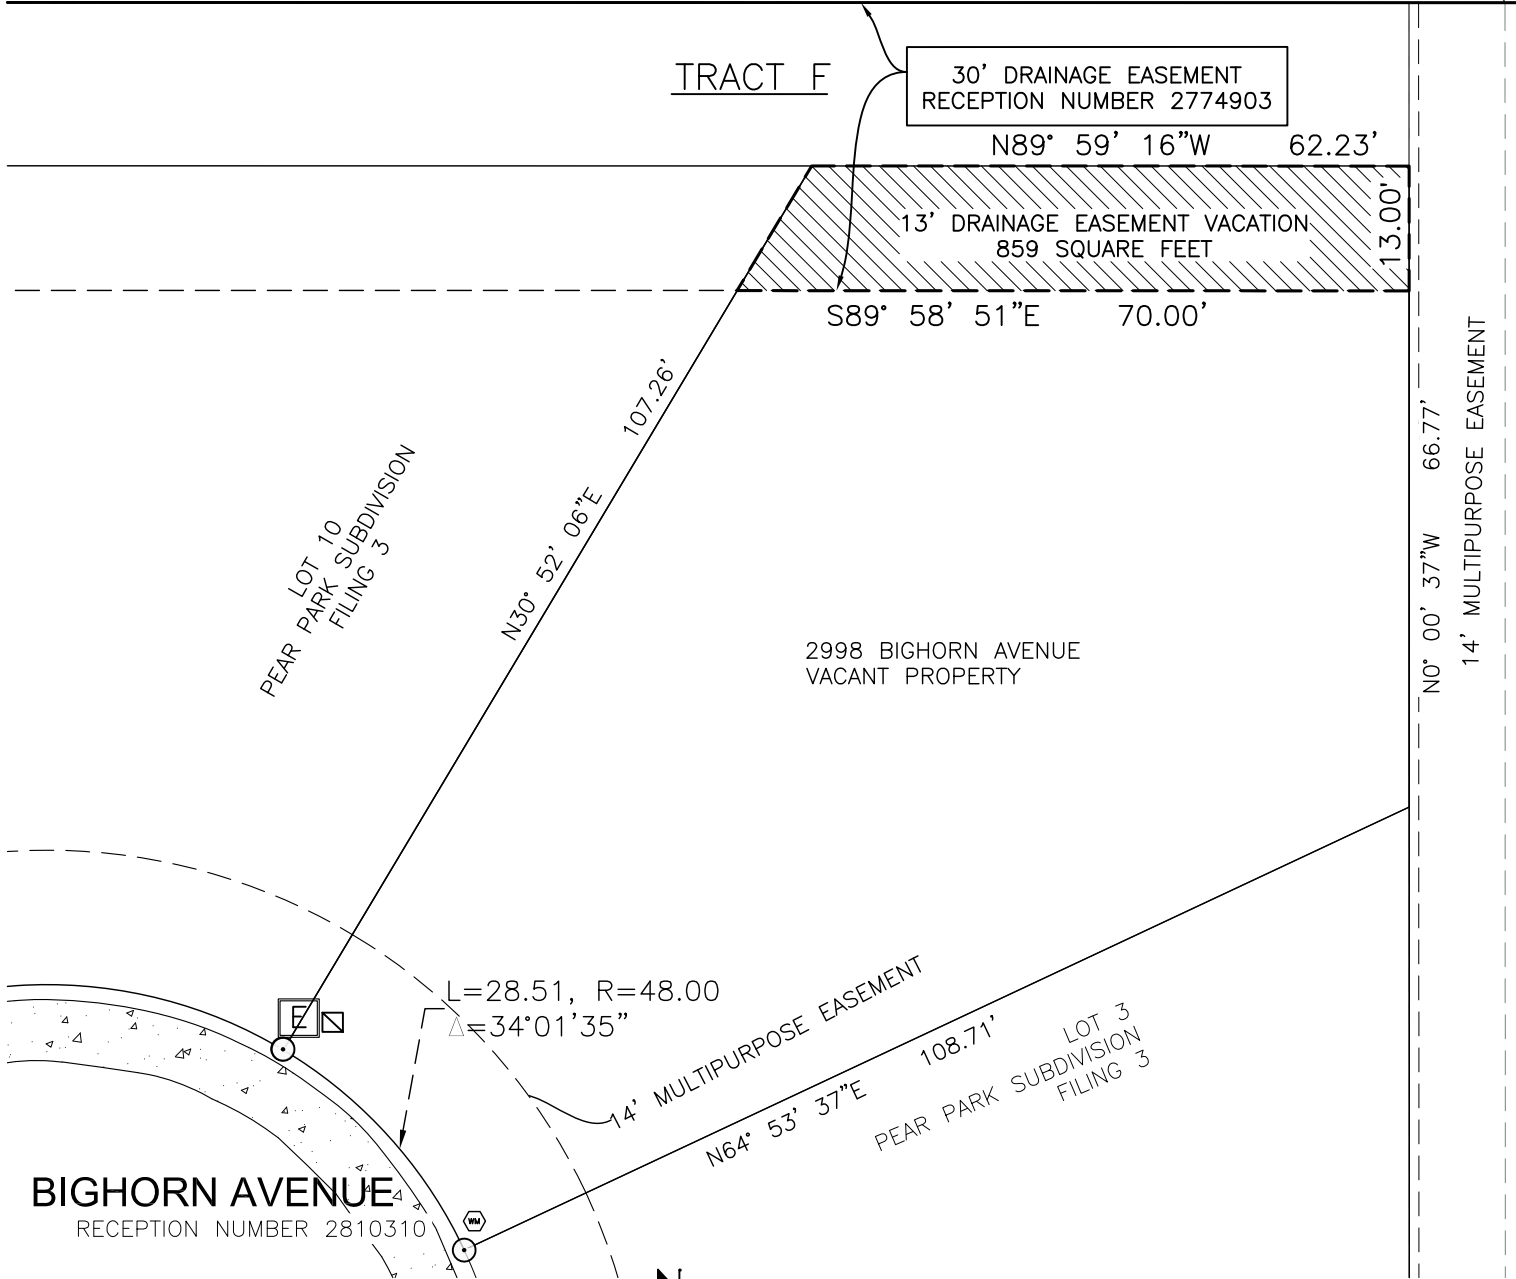 TRACT F
30' DRAINAGE EASEMENT
RECEPTION NUMBER 2774903
N89° 59' 16"W 62.23'
13' DRAINAGE EASEMENT VACATION
859 SQUARE FEET
13.00'
S89° 58' 51"E 70.00'
107.26'
N30° 52' 06"E
66.77'
N0° 00' 37"W
14' MULTIPURPOSE EASEMENT
LOT 10
PEAR PARK SUBDIVISION
FILING 3
2998 BIGHORN AVENUE
VACANT PROPERTY
E
L=28.51, R=48.00
Δ=34°01'35"
14' MULTIPURPOSE EASEMENT
N64° 53' 37"E 108.71'
LOT 3
PEAR PARK SUBDIVISION
FILING 3
BIGHORN AVENUE
RECEPTION NUMBER 2810310
WM